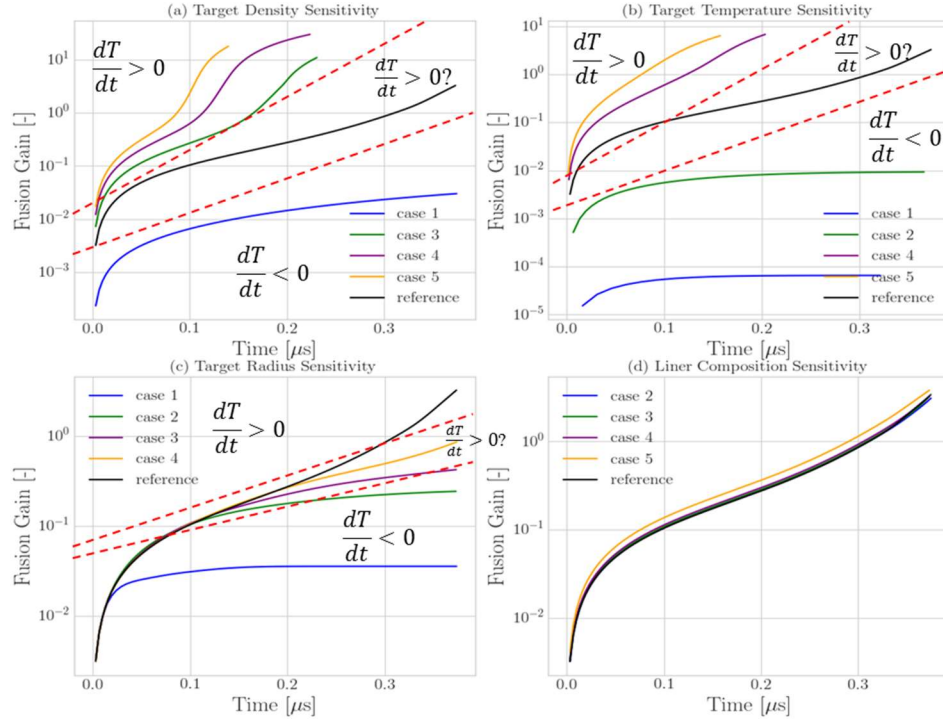 (a) Target Density Sensitivity
10^1
10^0
10^-1
10^-2
10^-3
Fusion Gain [-]
dT/dt > 0
dT/dt > 0?
dT/dt < 0
case 1
case 3
case 4
case 5
reference
0.0 0.1 0.2 0.3
Time [μs]
(b) Target Temperature Sensitivity
10^1
10^0
10^-1
10^-2
10^-3
10^-4
10^-5
Fusion Gain [-]
dT/dt > 0
dT/dt > 0?
dT/dt < 0
case 1
case 2
case 4
case 5
reference
0.0 0.1 0.2 0.3
Time [μs]
(c) Target Radius Sensitivity
case 1
case 2
case 3
case 4
reference
10^0
10^-1
10^-2
Fusion Gain [-]
dT/dt > 0
dT/dt > 0?
dT/dt < 0
0.0 0.1 0.2 0.3
Time [μs]
(d) Liner Composition Sensitivity
case 2
case 3
case 4
case 5
reference
10^0
10^-1
10^-2
Fusion Gain [-]
0.0 0.1 0.2 0.3
Time [μs]